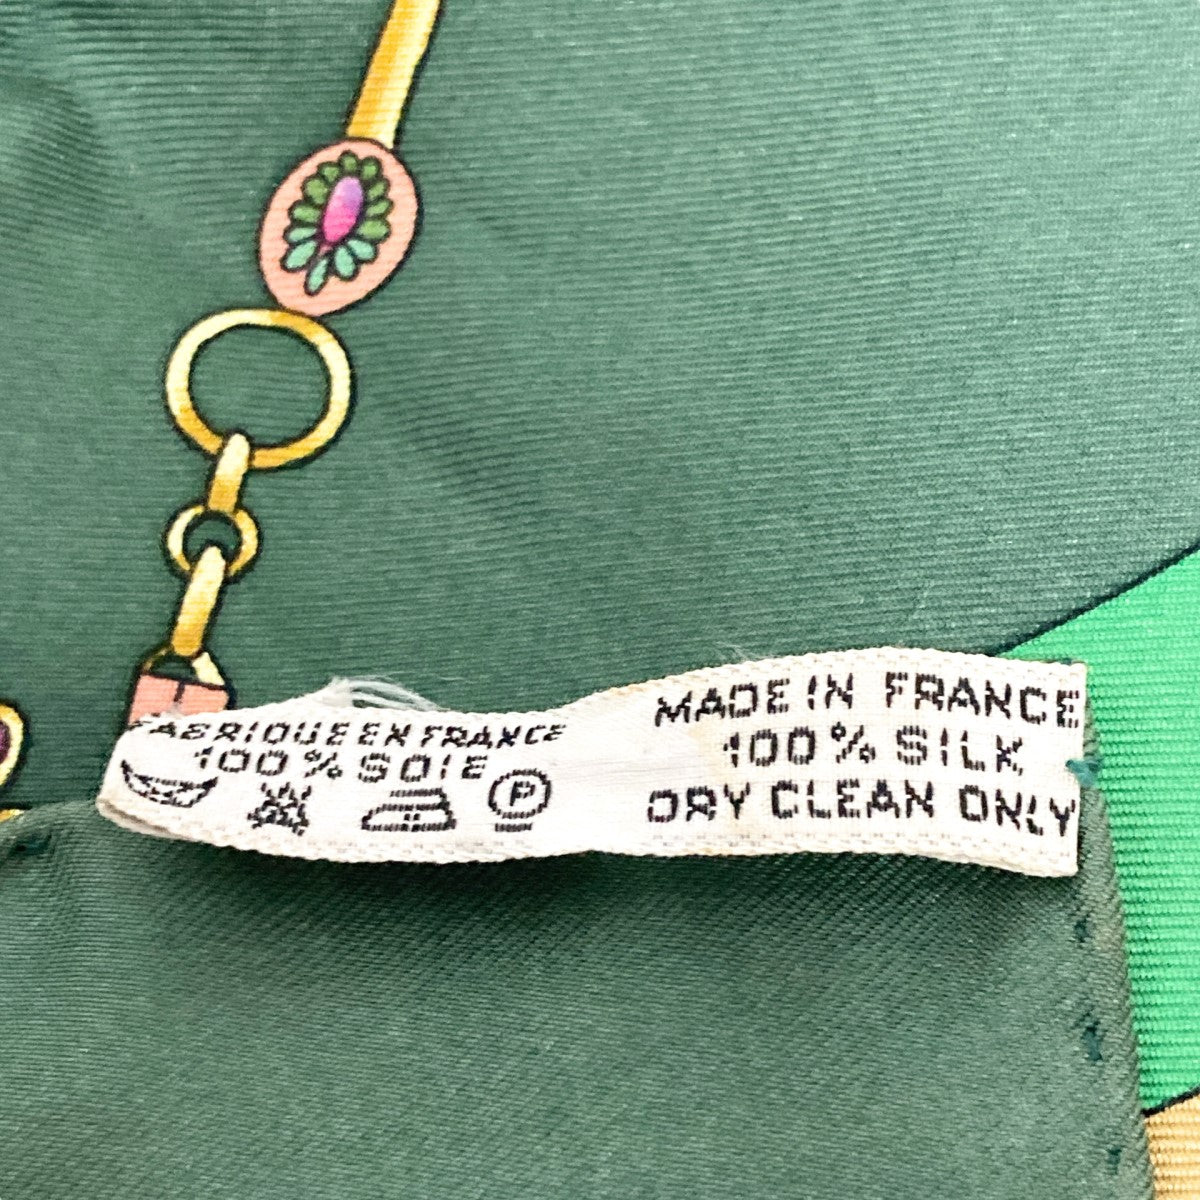 FABRIQUE EN FRANCE
100% SOIE
P
MADE IN FRANCE
100% SILK
DRY CLEAN ONLY